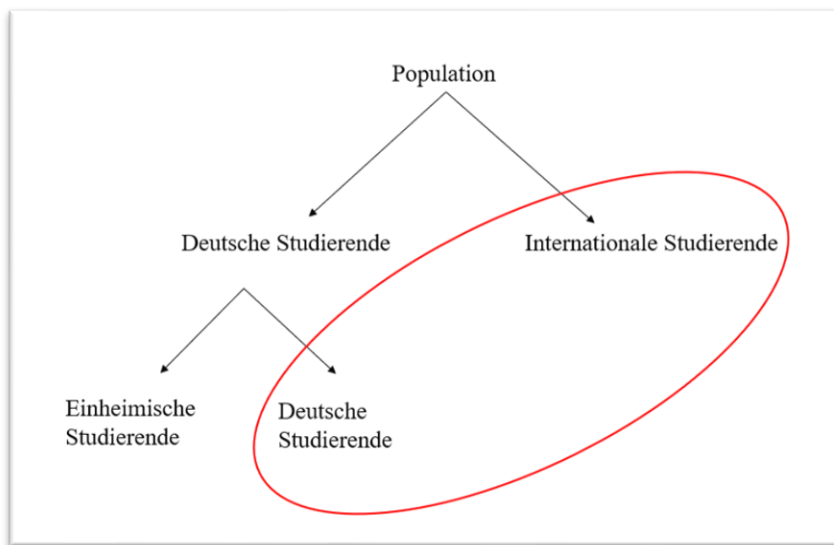 Population
Deutsche Studierende
Internationale Studierende
Einheimische
Studierende
Deutsche
Studierende